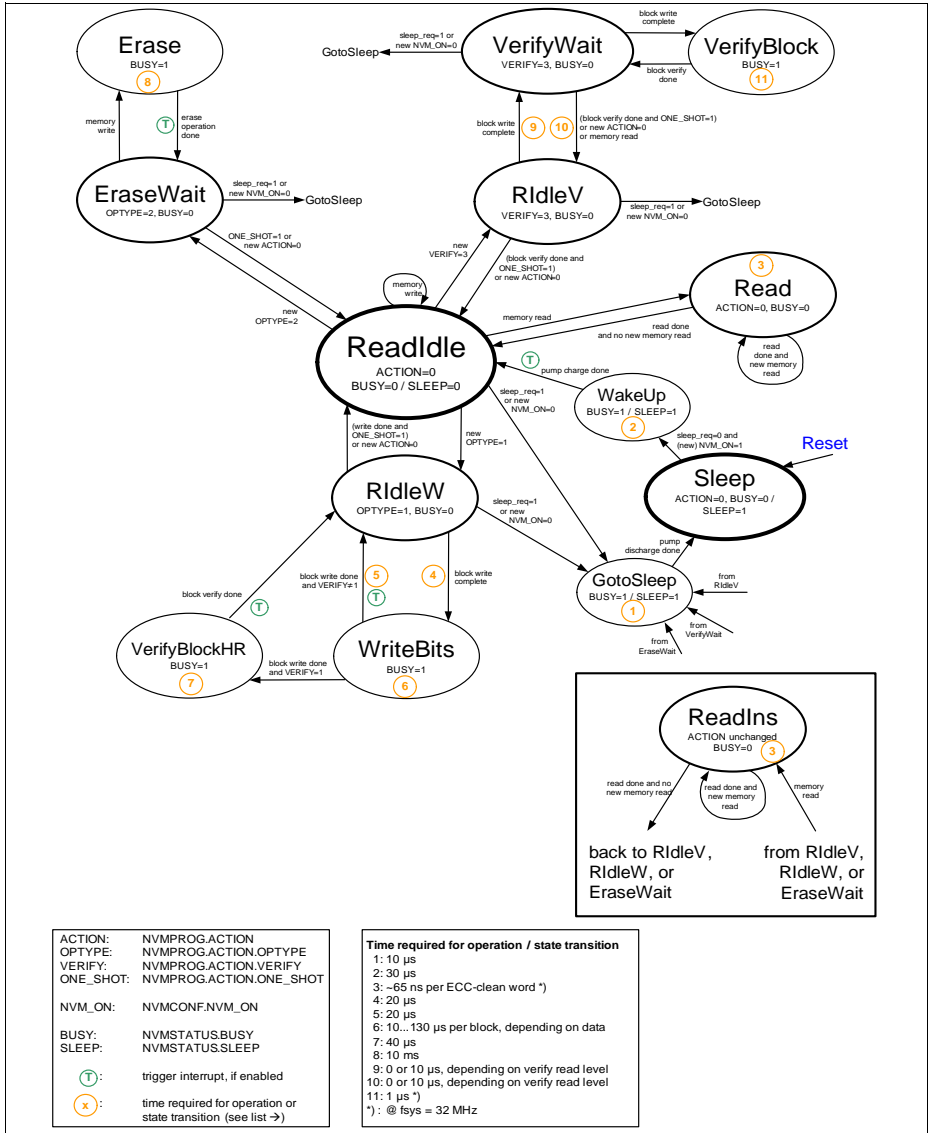 Erase
BUSY=1
8
memory
write
T
erase
operation
done
EraseWait
OPTYPE=2, BUSY=0
sleep_req=1 or
new NVM_ON=0
GotoSleep
ONE_SHOT=1 or
new ACTION=0
new
OPTYPE=2
GotoSleep
sleep_req=1 or
new NVM_ON=0
VerifyWait
VERIFY=3, BUSY=0
block write
complete
VerifyBlock
BUSY=1
11
block verify
done
block write
complete
9
10
(block verify done and ONE_SHOT=1)
or new ACTION=0
or memory read
RIdleV
VERIFY=3, BUSY=0
sleep_req=1 or
new NVM_ON=0
GotoSleep
new
VERIFY=3
(block verify done and
ONE_SHOT=1)
or new ACTION=0
memory
write
ReadIdle
ACTION=0
BUSY=0 / SLEEP=0
memory read
read done
and no new memory read
3
Read
ACTION=0, BUSY=0
read
done and
new memory
read
T
pump charge done
WakeUp
BUSY=1 / SLEEP=1
2
sleep_req=0 and
(new) NVM_ON=1
Reset
Sleep
ACTION=0, BUSY=0 /
SLEEP=1
sleep_req=1
or new
NVM_ON=0
(write done and
ONE_SHOT=1)
or new ACTION=0
new
OPTYPE=1
RIdleW
OPTYPE=1, BUSY=0
sleep_req=1
or new
NVM_ON=0
pump
discharge done
GotoSleep
BUSY=1 / SLEEP=1
1
from
RIdleV
from
VerifyWait
from
EraseWait
block verify done
T
block write done
and VERIFY≠1
5
T
4
block write
complete
VerifyBlockHR
BUSY=1
7
block write done
and VERIFY=1
WriteBits
BUSY=1
6
ReadIns
ACTION unchanged
BUSY=0
3
read done and no
new memory read
read done and
new memory
read
memory
read
back to RIdleV,
RIdleW, or
EraseWait
from RIdleV,
RIdleW, or
EraseWait
ACTION: NVMPROG.ACTION
OPTYPE: NVMPROG.ACTION.OPTYPE
VERIFY: NVMPROG.ACTION.VERIFY
ONE_SHOT: NVMPROG.ACTION.ONE_SHOT
NVM_ON: NVMCONF.NVM_ON
BUSY: NVMSTATUS.BUSY
SLEEP: NVMSTATUS.SLEEP
T : trigger interrupt, if enabled
x : time required for operation or
state transition (see list →)
Time required for operation / state transition
1: 10 µs
2: 30 µs
3: ~65 ns per ECC-clean word *)
4: 20 µs
5: 20 µs
6: 10...130 µs per block, depending on data
7: 40 µs
8: 10 ms
9: 0 or 10 µs, depending on verify read level
10: 0 or 10 µs, depending on verify read level
11: 1 µs *)
*) : @ fsys = 32 MHz